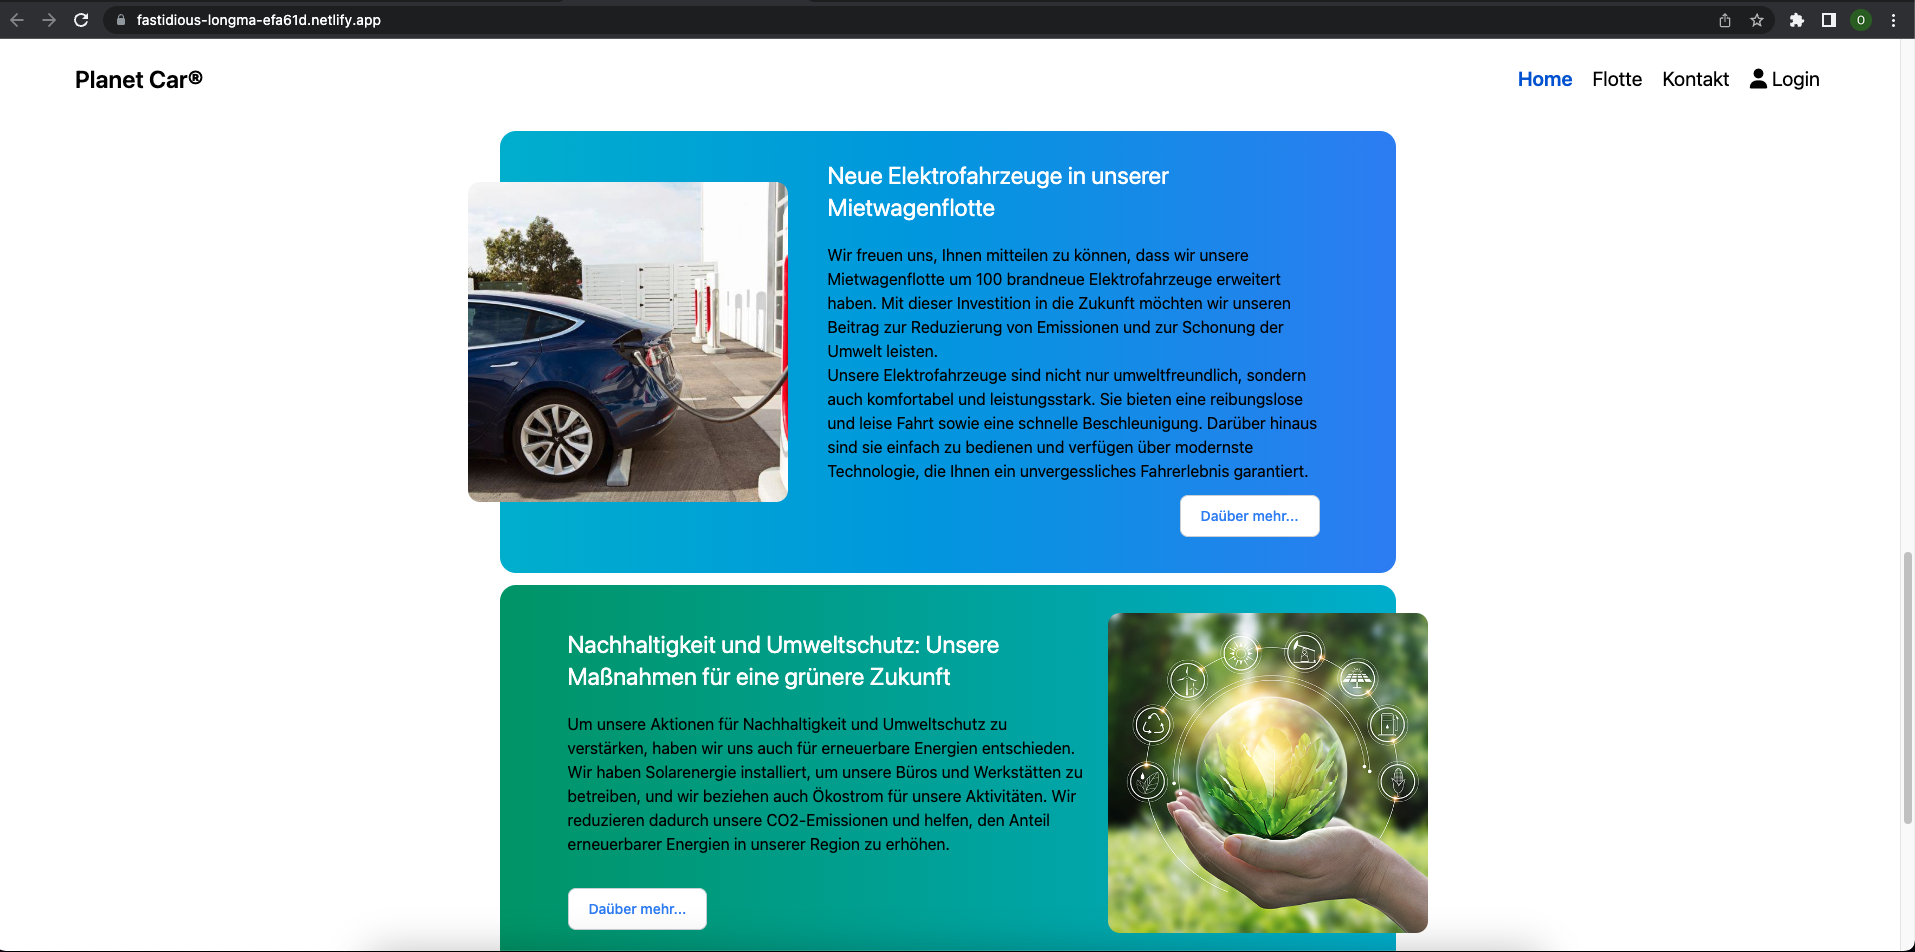 fastidious-longma-efa61d.netlify.app
O
Planet Car®
Home Flotte Kontakt Login
Neue Elektrofahrzeuge in unserer
Mietwagenflotte
Wir freuen uns, Ihnen mitteilen zu können, dass wir unsere
Mietwagenflotte um 100 brandneue Elektrofahrzeuge erweitert
haben. Mit dieser Investition in die Zukunft möchten wir unseren
Beitrag zur Reduzierung von Emissionen und zur Schonung der
Umwelt leisten.
Unsere Elektrofahrzeuge sind nicht nur umweltfreundlich, sondern
auch komfortabel und leistungsstark. Sie bieten eine reibungslose
und leise Fahrt sowie eine schnelle Beschleunigung. Darüber hinaus
sind sie einfach zu bedienen und verfügen über modernste
Technologie, die Ihnen ein unvergessliches Fahrerlebnis garantiert.
Daüber mehr...
Nachhaltigkeit und Umweltschutz: Unsere
Maßnahmen für eine grünere Zukunft
Um unsere Aktionen für Nachhaltigkeit und Umweltschutz zu
verstärken, haben wir uns auch für erneuerbare Energien entschieden.
Wir haben Solarenergie installiert, um unsere Büros und Werkstätten zu
betreiben, und wir beziehen auch Ökostrom für unsere Aktivitäten. Wir
reduzieren dadurch unsere CO2-Emissionen und helfen, den Anteil
erneuerbarer Energien in unserer Region zu erhöhen.
Daüber mehr...